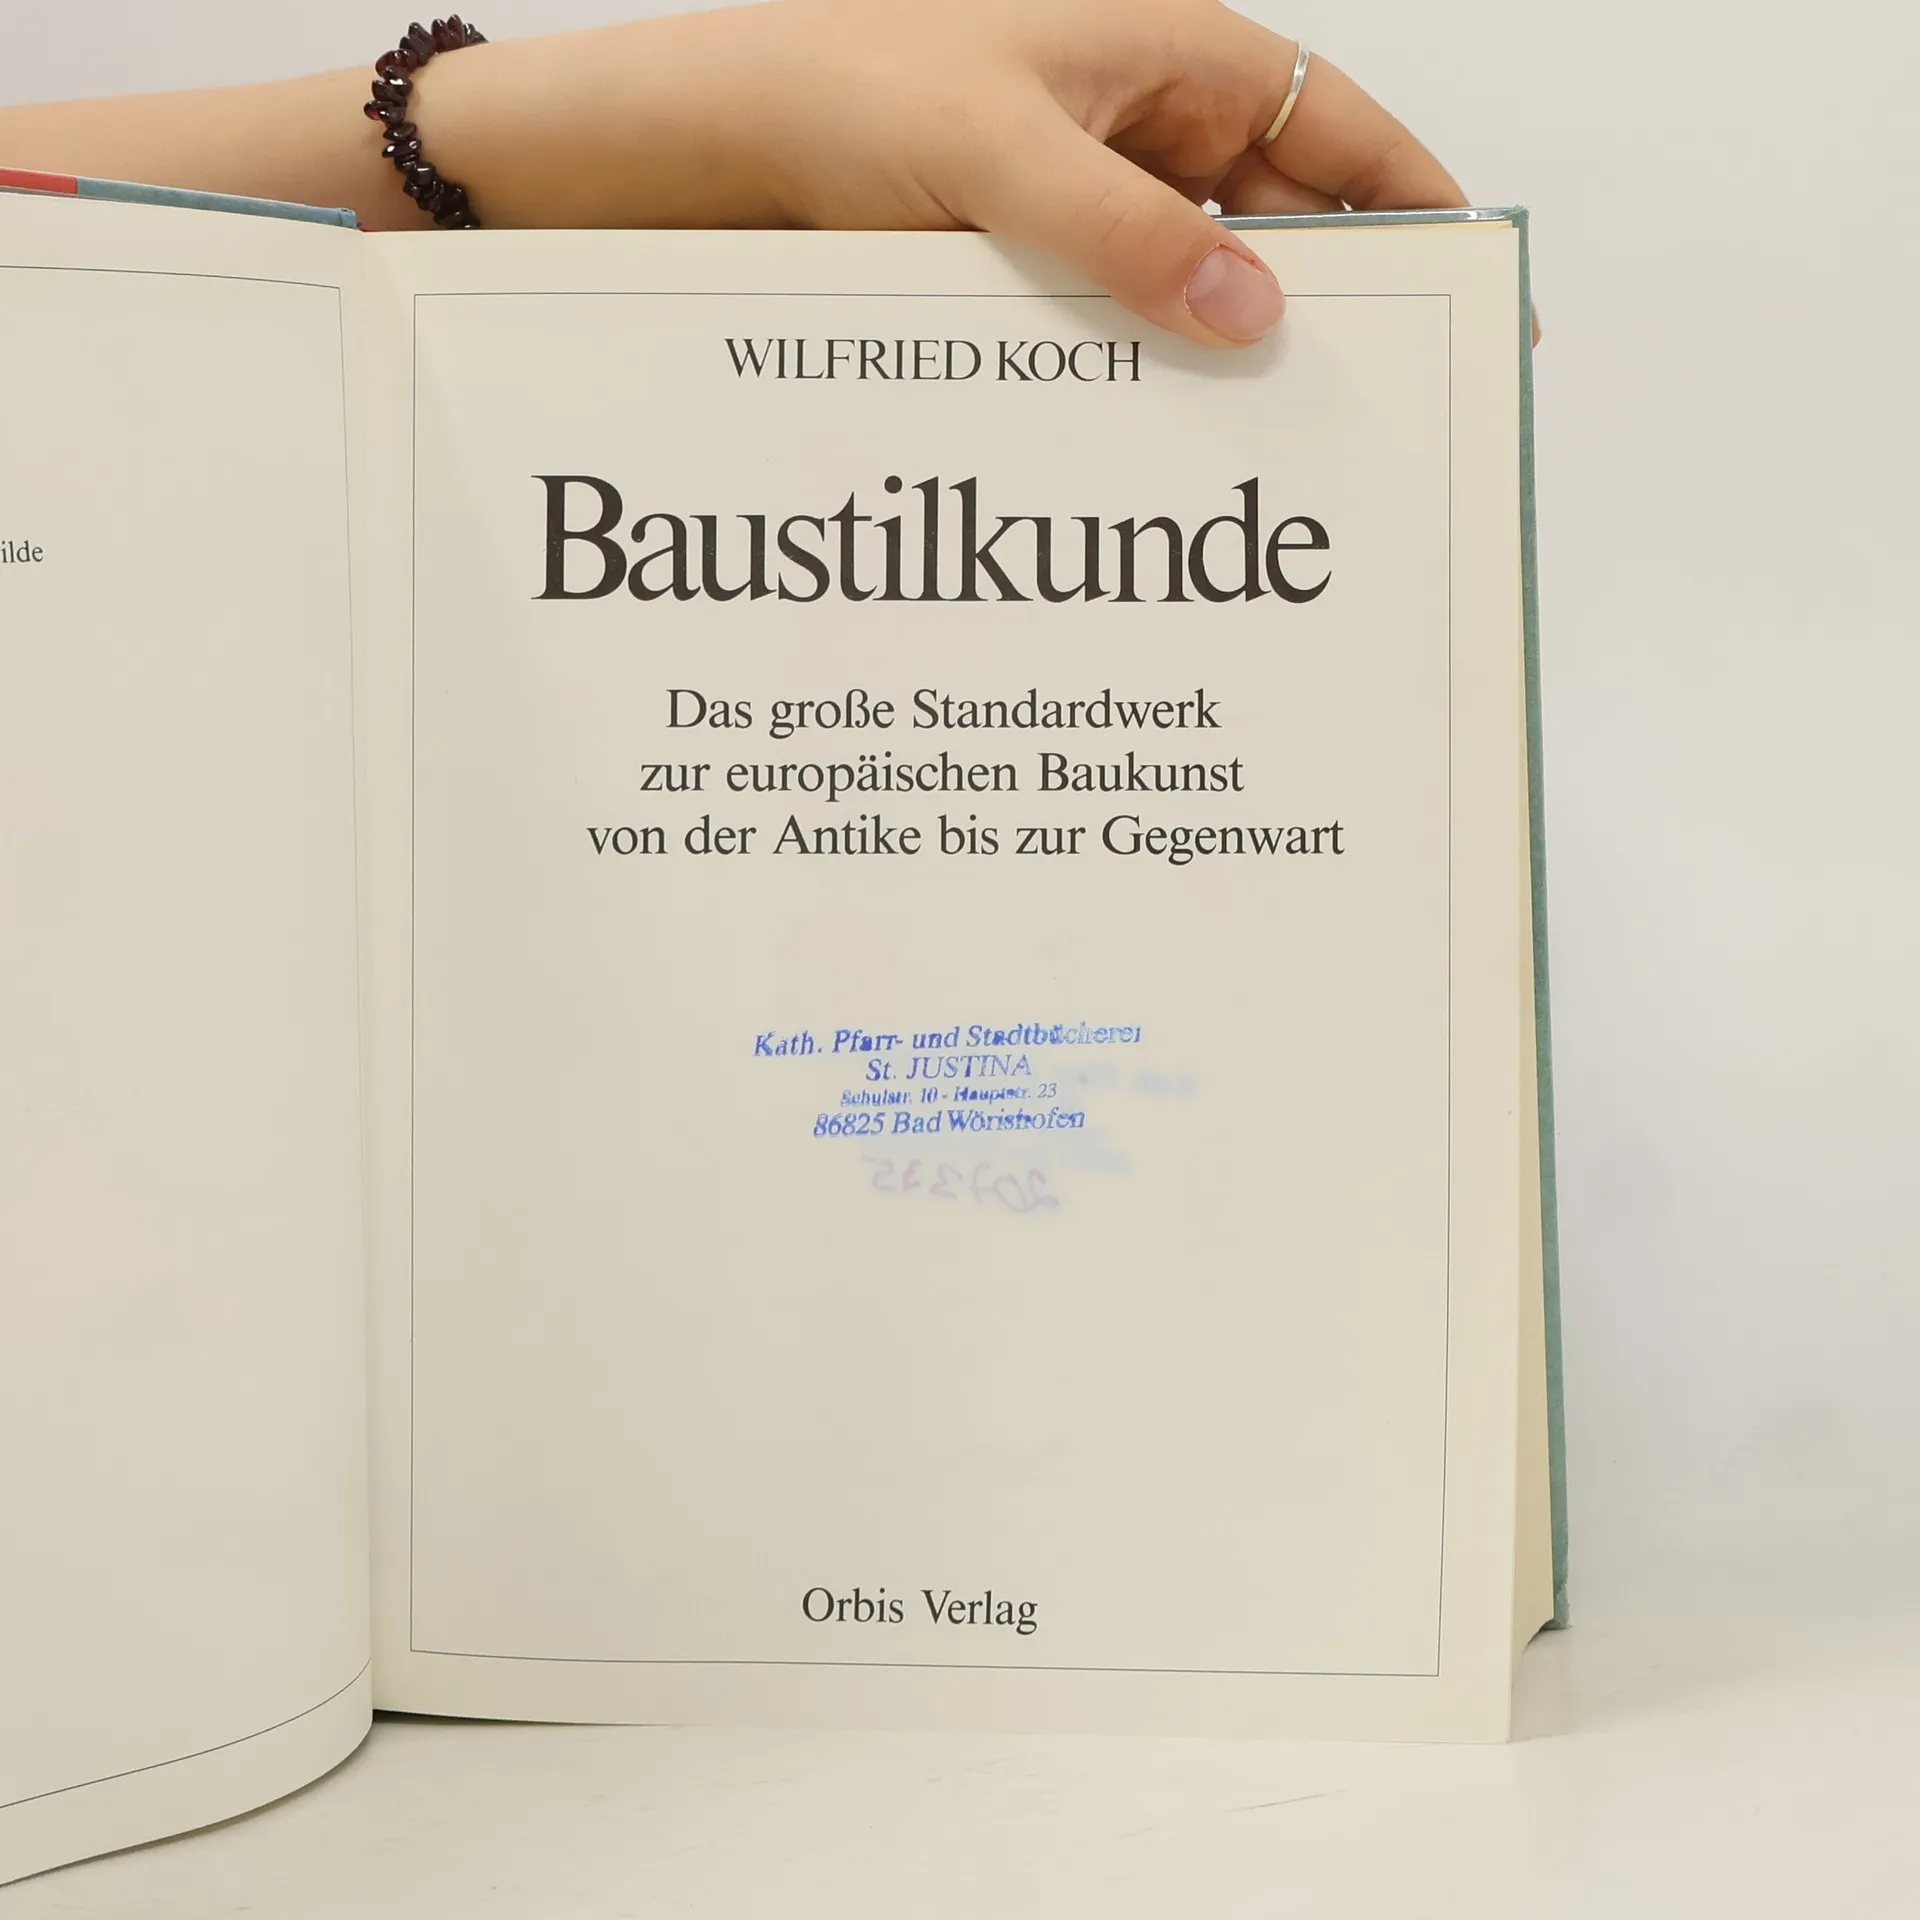 ilde
WILFRIED KOCH
Baustilkunde
Das große Standardwerk
zur europäischen Baukunst
von der Antike bis zur Gegenwart
Kath. Pfarr- und Stadtbücherei
St. JUSTINA
Schulstr. 10 - Hauptstr. 23
86825 Bad Wörishofen
Orbis Verlag